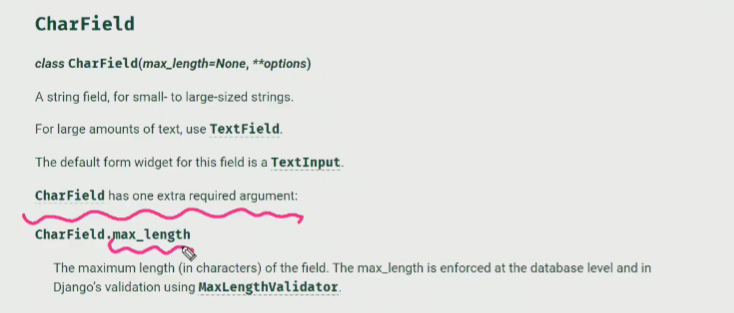 CharField
class CharField(max_length=None, **options)
A string field, for small- to large-sized strings.
For large amounts of text, use TextField.
The default form widget for this field is a TextInput.
CharField has one extra required argument:
CharField.max_length
The maximum length (in characters) of the field. The max_length is enforced at the database level and in
Django's validation using MaxLengthValidator.